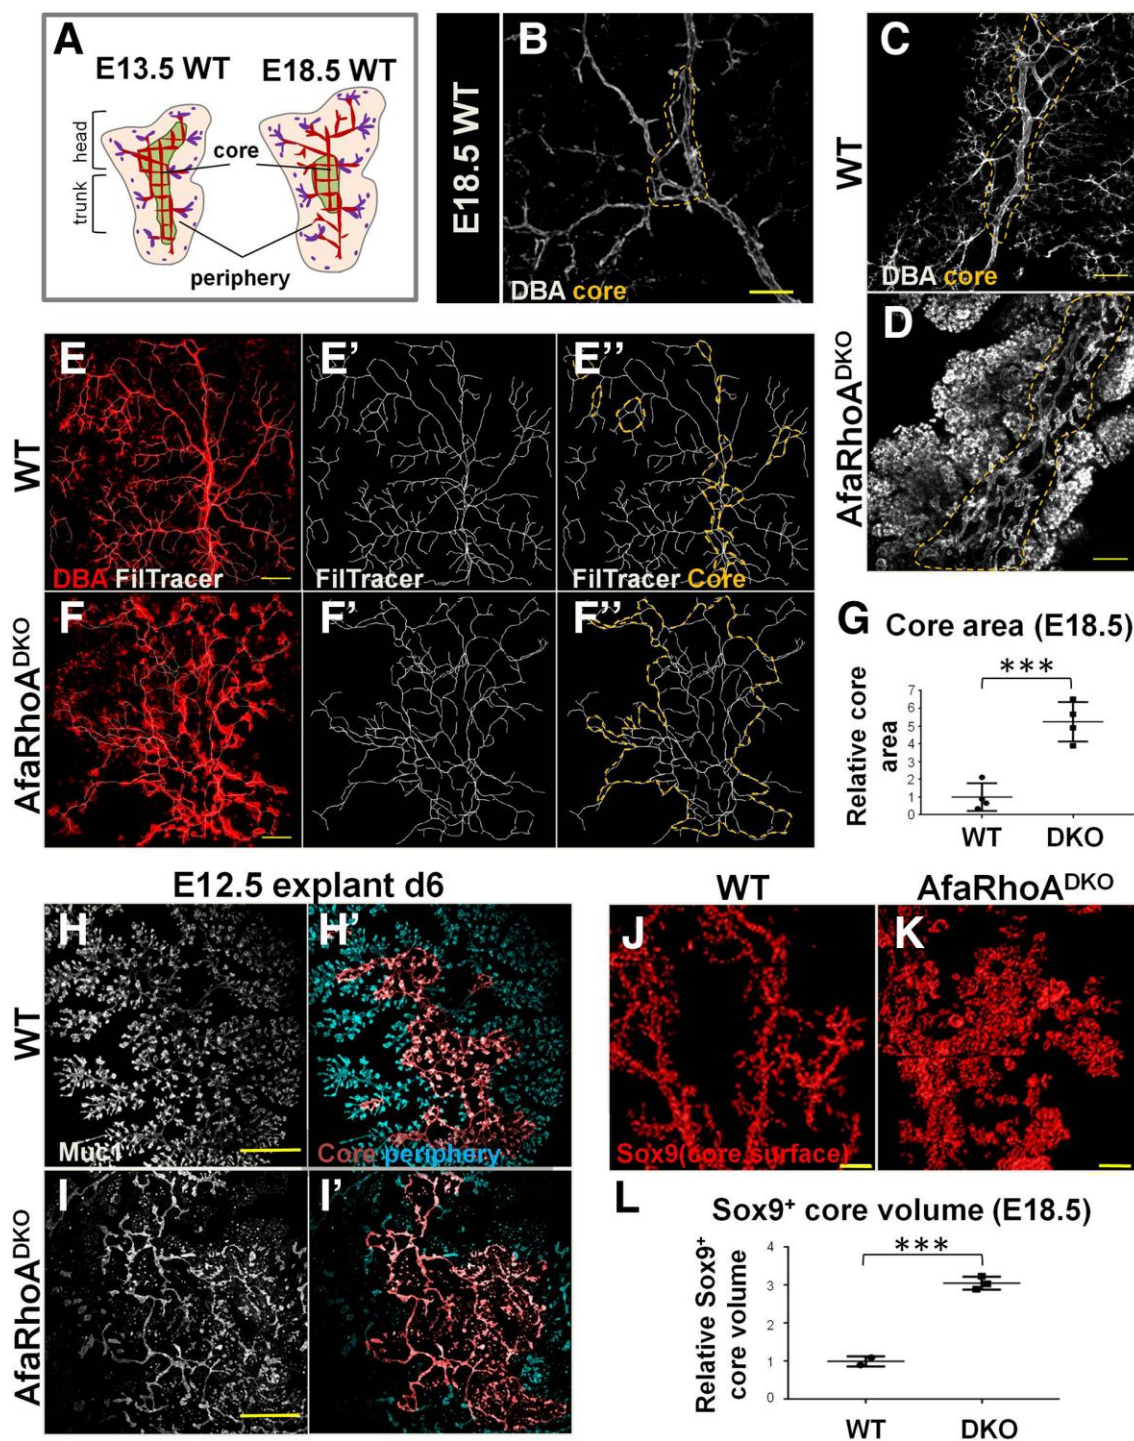 A
E13.5 WT
E18.5 WT
head
core
trunk
periphery
E18.5 WT
B
DBA core
WT
C
DBA core
AfaRhoA^DKO
D
WT
E
DBA FilTracer
E'
FilTracer
E''
FilTracer Core
AfaRhoA^DKO
F
F'
F''
G
Core area (E18.5)
***
Relative core
area
7
6
5
4
3
2
1
0
WT DKO
E12.5 explant d6
WT
H
Muc1
H'
Core periphery
AfaRhoA^DKO
I
I'
WT
AfaRhoA^DKO
J
Sox9(core surface)
K
L
Sox9⁺ core volume (E18.5)
***
Relative Sox9⁺
core volume
4
3
2
1
0
WT DKO